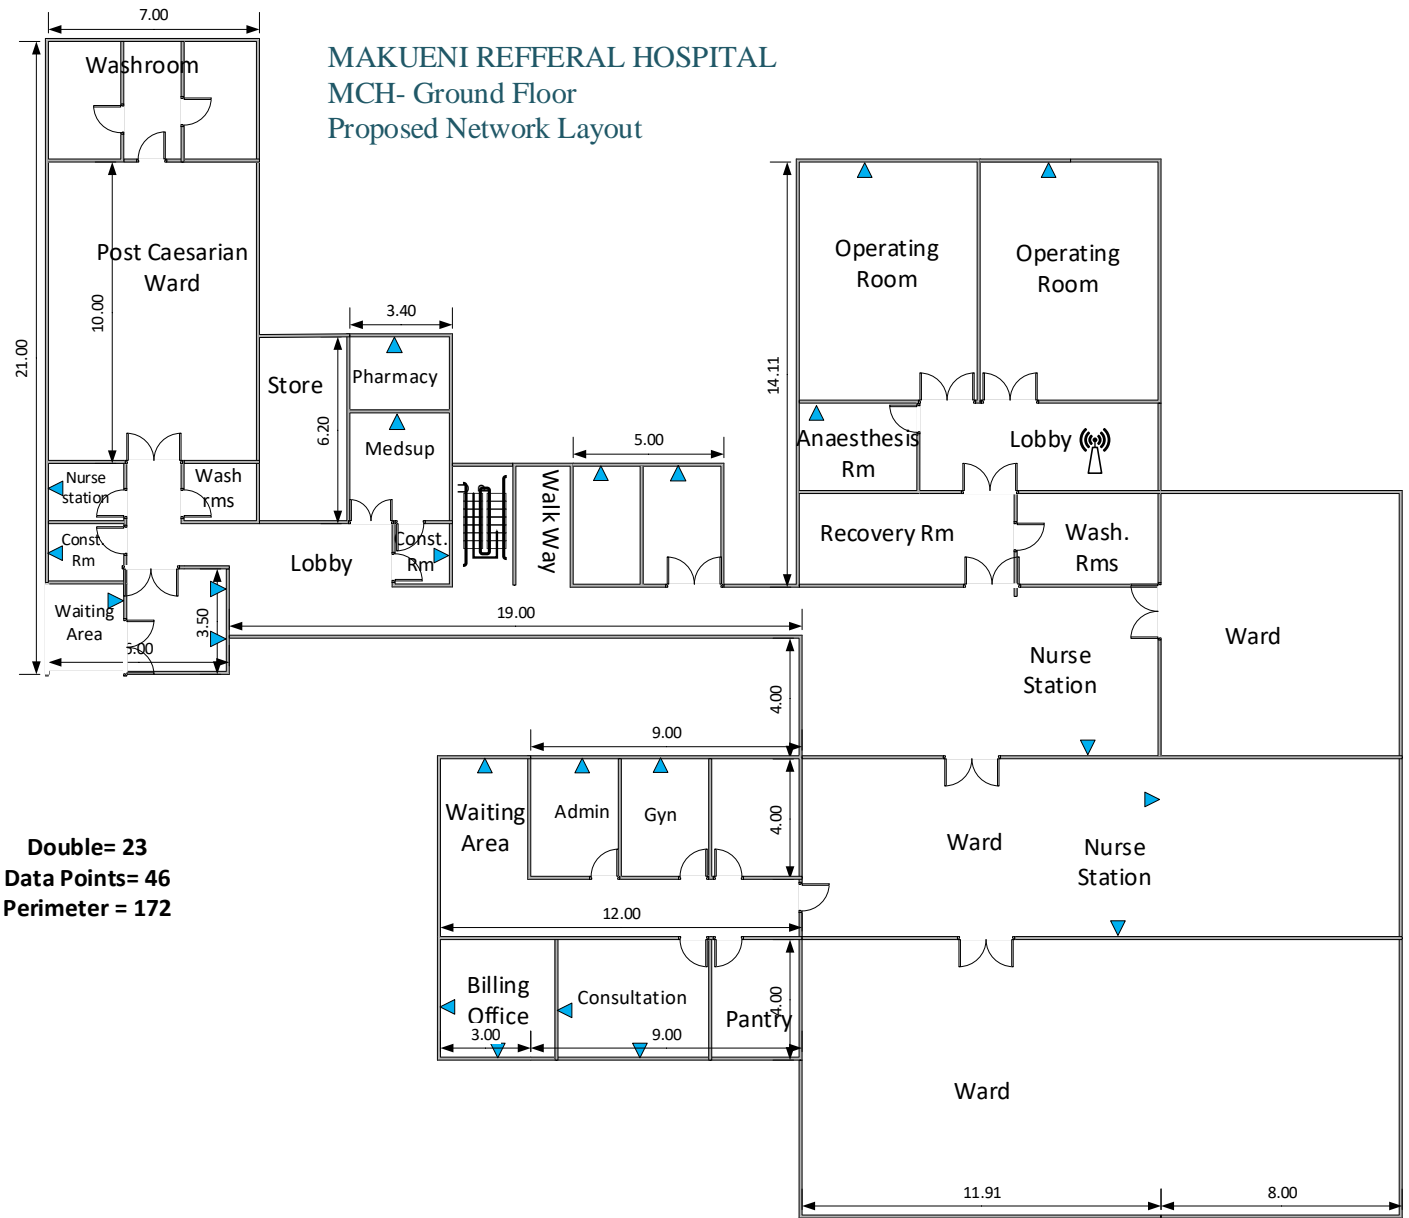 7.00
MAKUENI REFFERAL HOSPITAL
MCH- Ground Floor
Proposed Network Layout
Washroom
21.00
Post Caesarian
Ward
10.00
Operating
Room
Operating
Room
14.11
3.40
Store
Pharmacy
6.20
Medsup
5.00
Anaesthesis
Rm
Lobby
Nurse
station
Wash
rms
Walk Way
Const.
Rm
Lobby
Const.
Rm
Recovery Rm
Wash.
Rms
Waiting
Area
3.50
5.00
19.00
Nurse
Station
Ward
4.00
9.00
Waiting
Area
Admin
Gyn
4.00
Ward
Nurse
Station
Double= 23
Data Points= 46
Perimeter = 172
12.00
Billing
Office
Consultation
Pantry
4.00
3.00
9.00
Ward
11.91
8.00